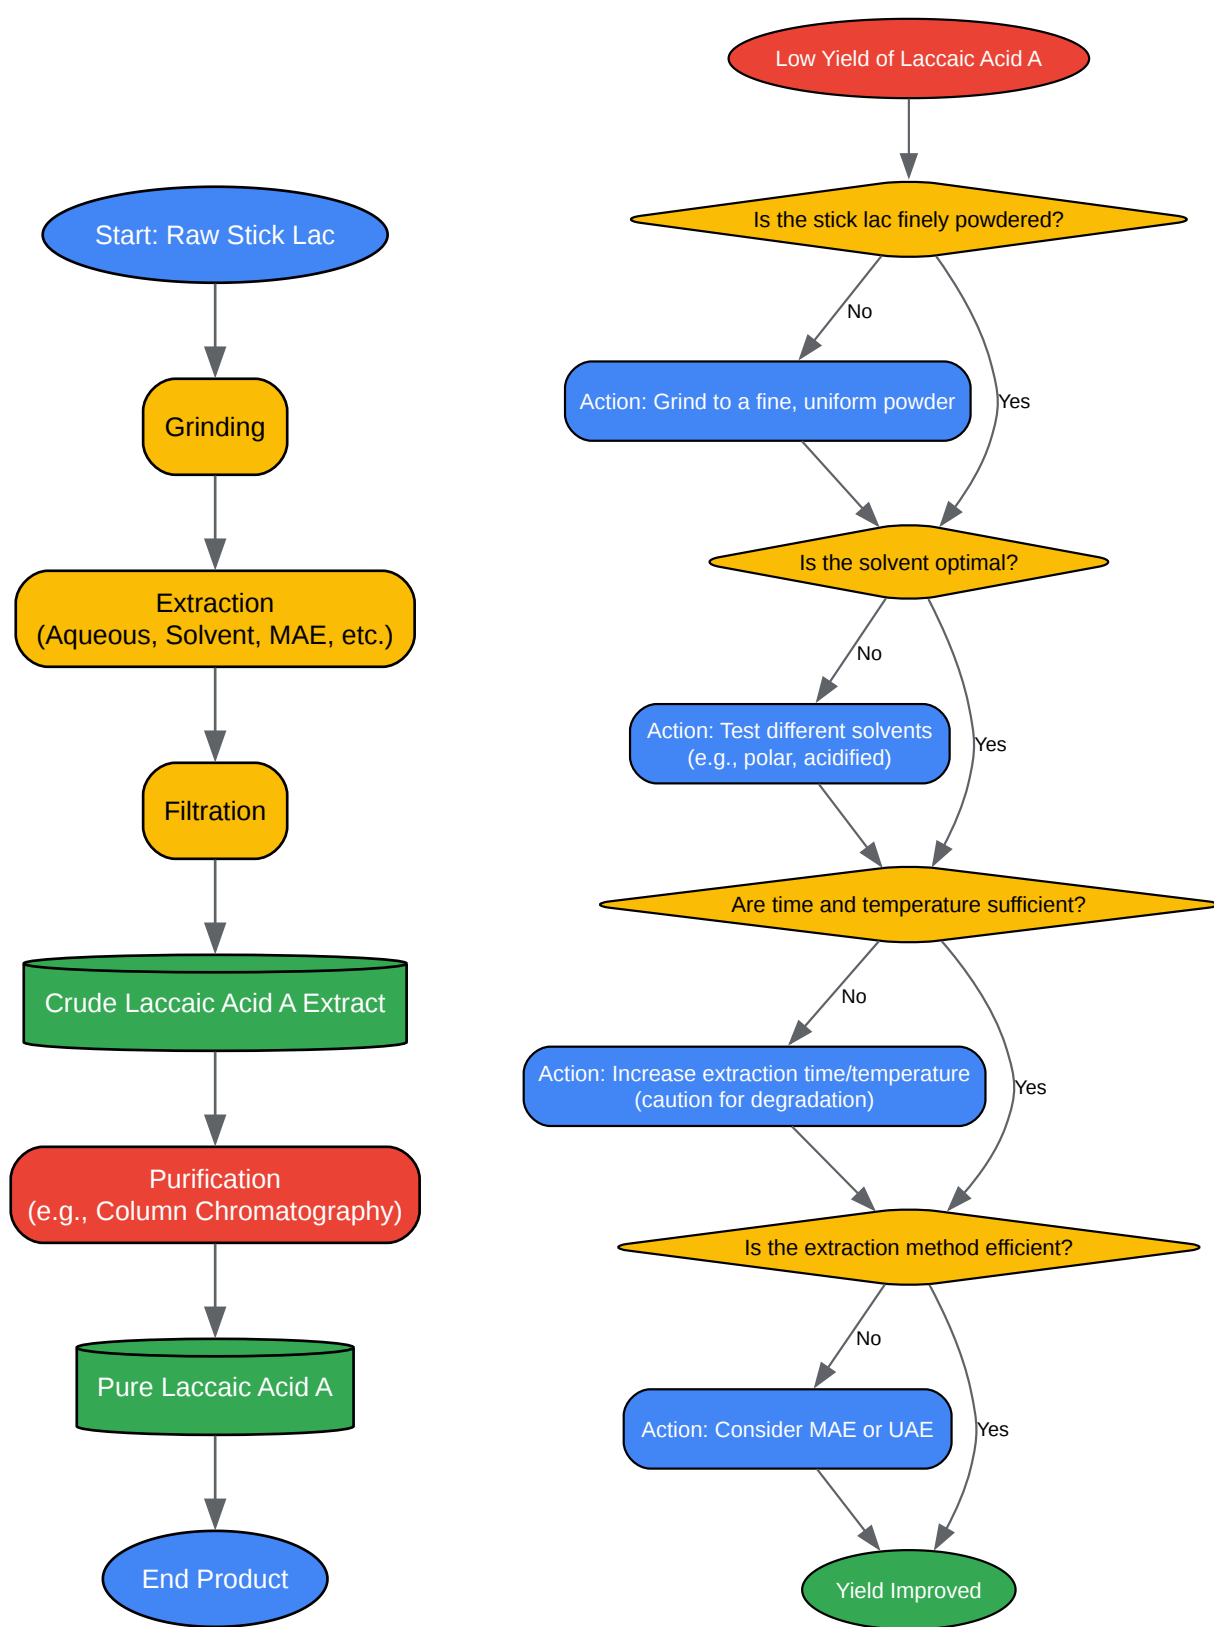 Start: Raw Stick Lac
Grinding
Extraction
(Aqueous, Solvent, MAE, etc.)
Filtration
Crude Laccaic Acid A Extract
Purification
(e.g., Column Chromatography)
Pure Laccaic Acid A
End Product
Low Yield of Laccaic Acid A
Is the stick lac finely powdered?
No
Action: Grind to a fine, uniform powder
Yes
Is the solvent optimal?
No
Action: Test different solvents
(e.g., polar, acidified)
Yes
Are time and temperature sufficient?
No
Action: Increase extraction time/temperature
(caution for degradation)
Yes
Is the extraction method efficient?
No
Action: Consider MAE or UAE
Yes
Yield Improved